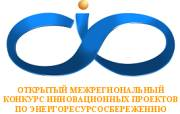 ОТКРЫТЫЙ МЕЖРЕГИОНАЛЬНЫЙ
КОНКУРС ИННОВАЦИОННЫХ ПРОЕКТОВ
ПО ЭНЕРГОРЕСУРСОСБЕРЕЖЕНИЮ